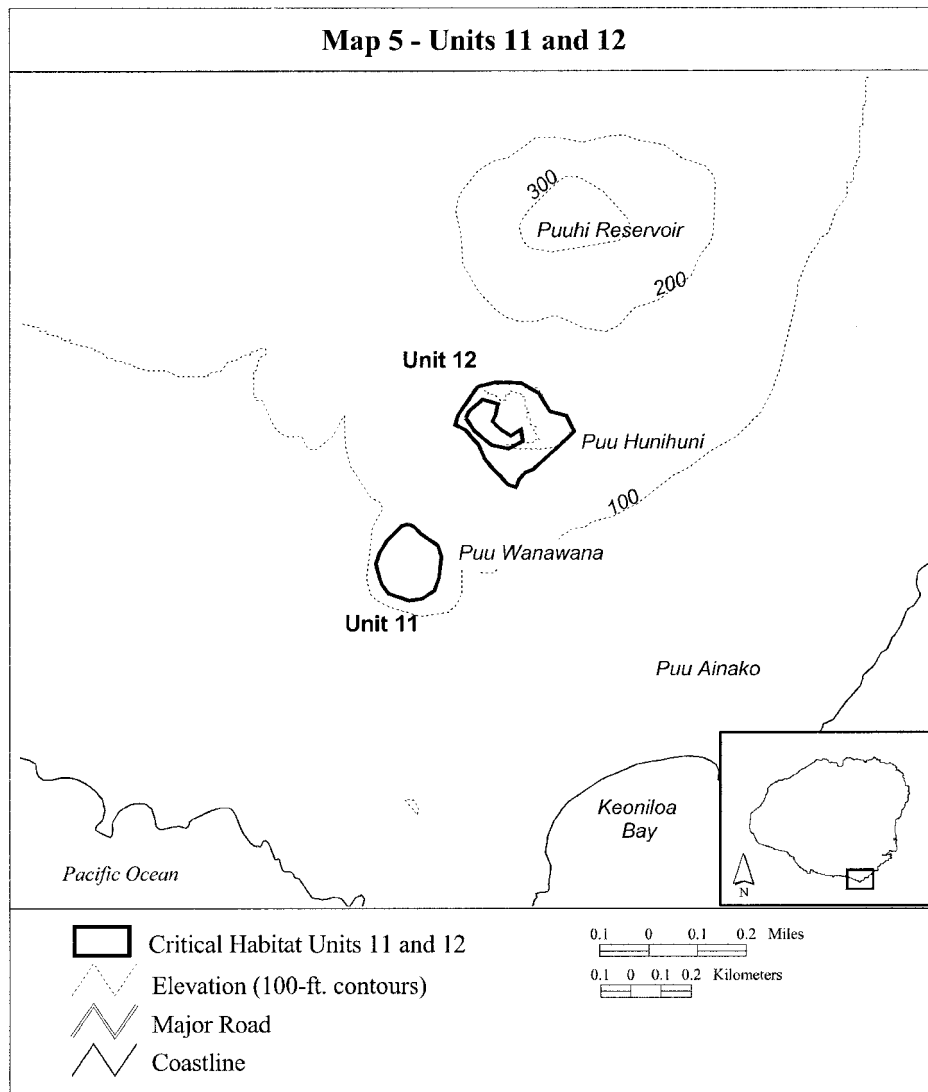 Map 5 - Units 11 and 12
300
Puuhi Reservoir
200
Unit 12
Puu Hunihuni
100
Puu Wanawana
Unit 11
Puu Ainako
Keoniloa
Bay
Pacific Ocean
N
Critical Habitat Units 11 and 12
Elevation (100-ft. contours)
Major Road
Coastline
0.1 0 0.1 0.2 Miles
0.1 0 0.1 0.2 Kilometers